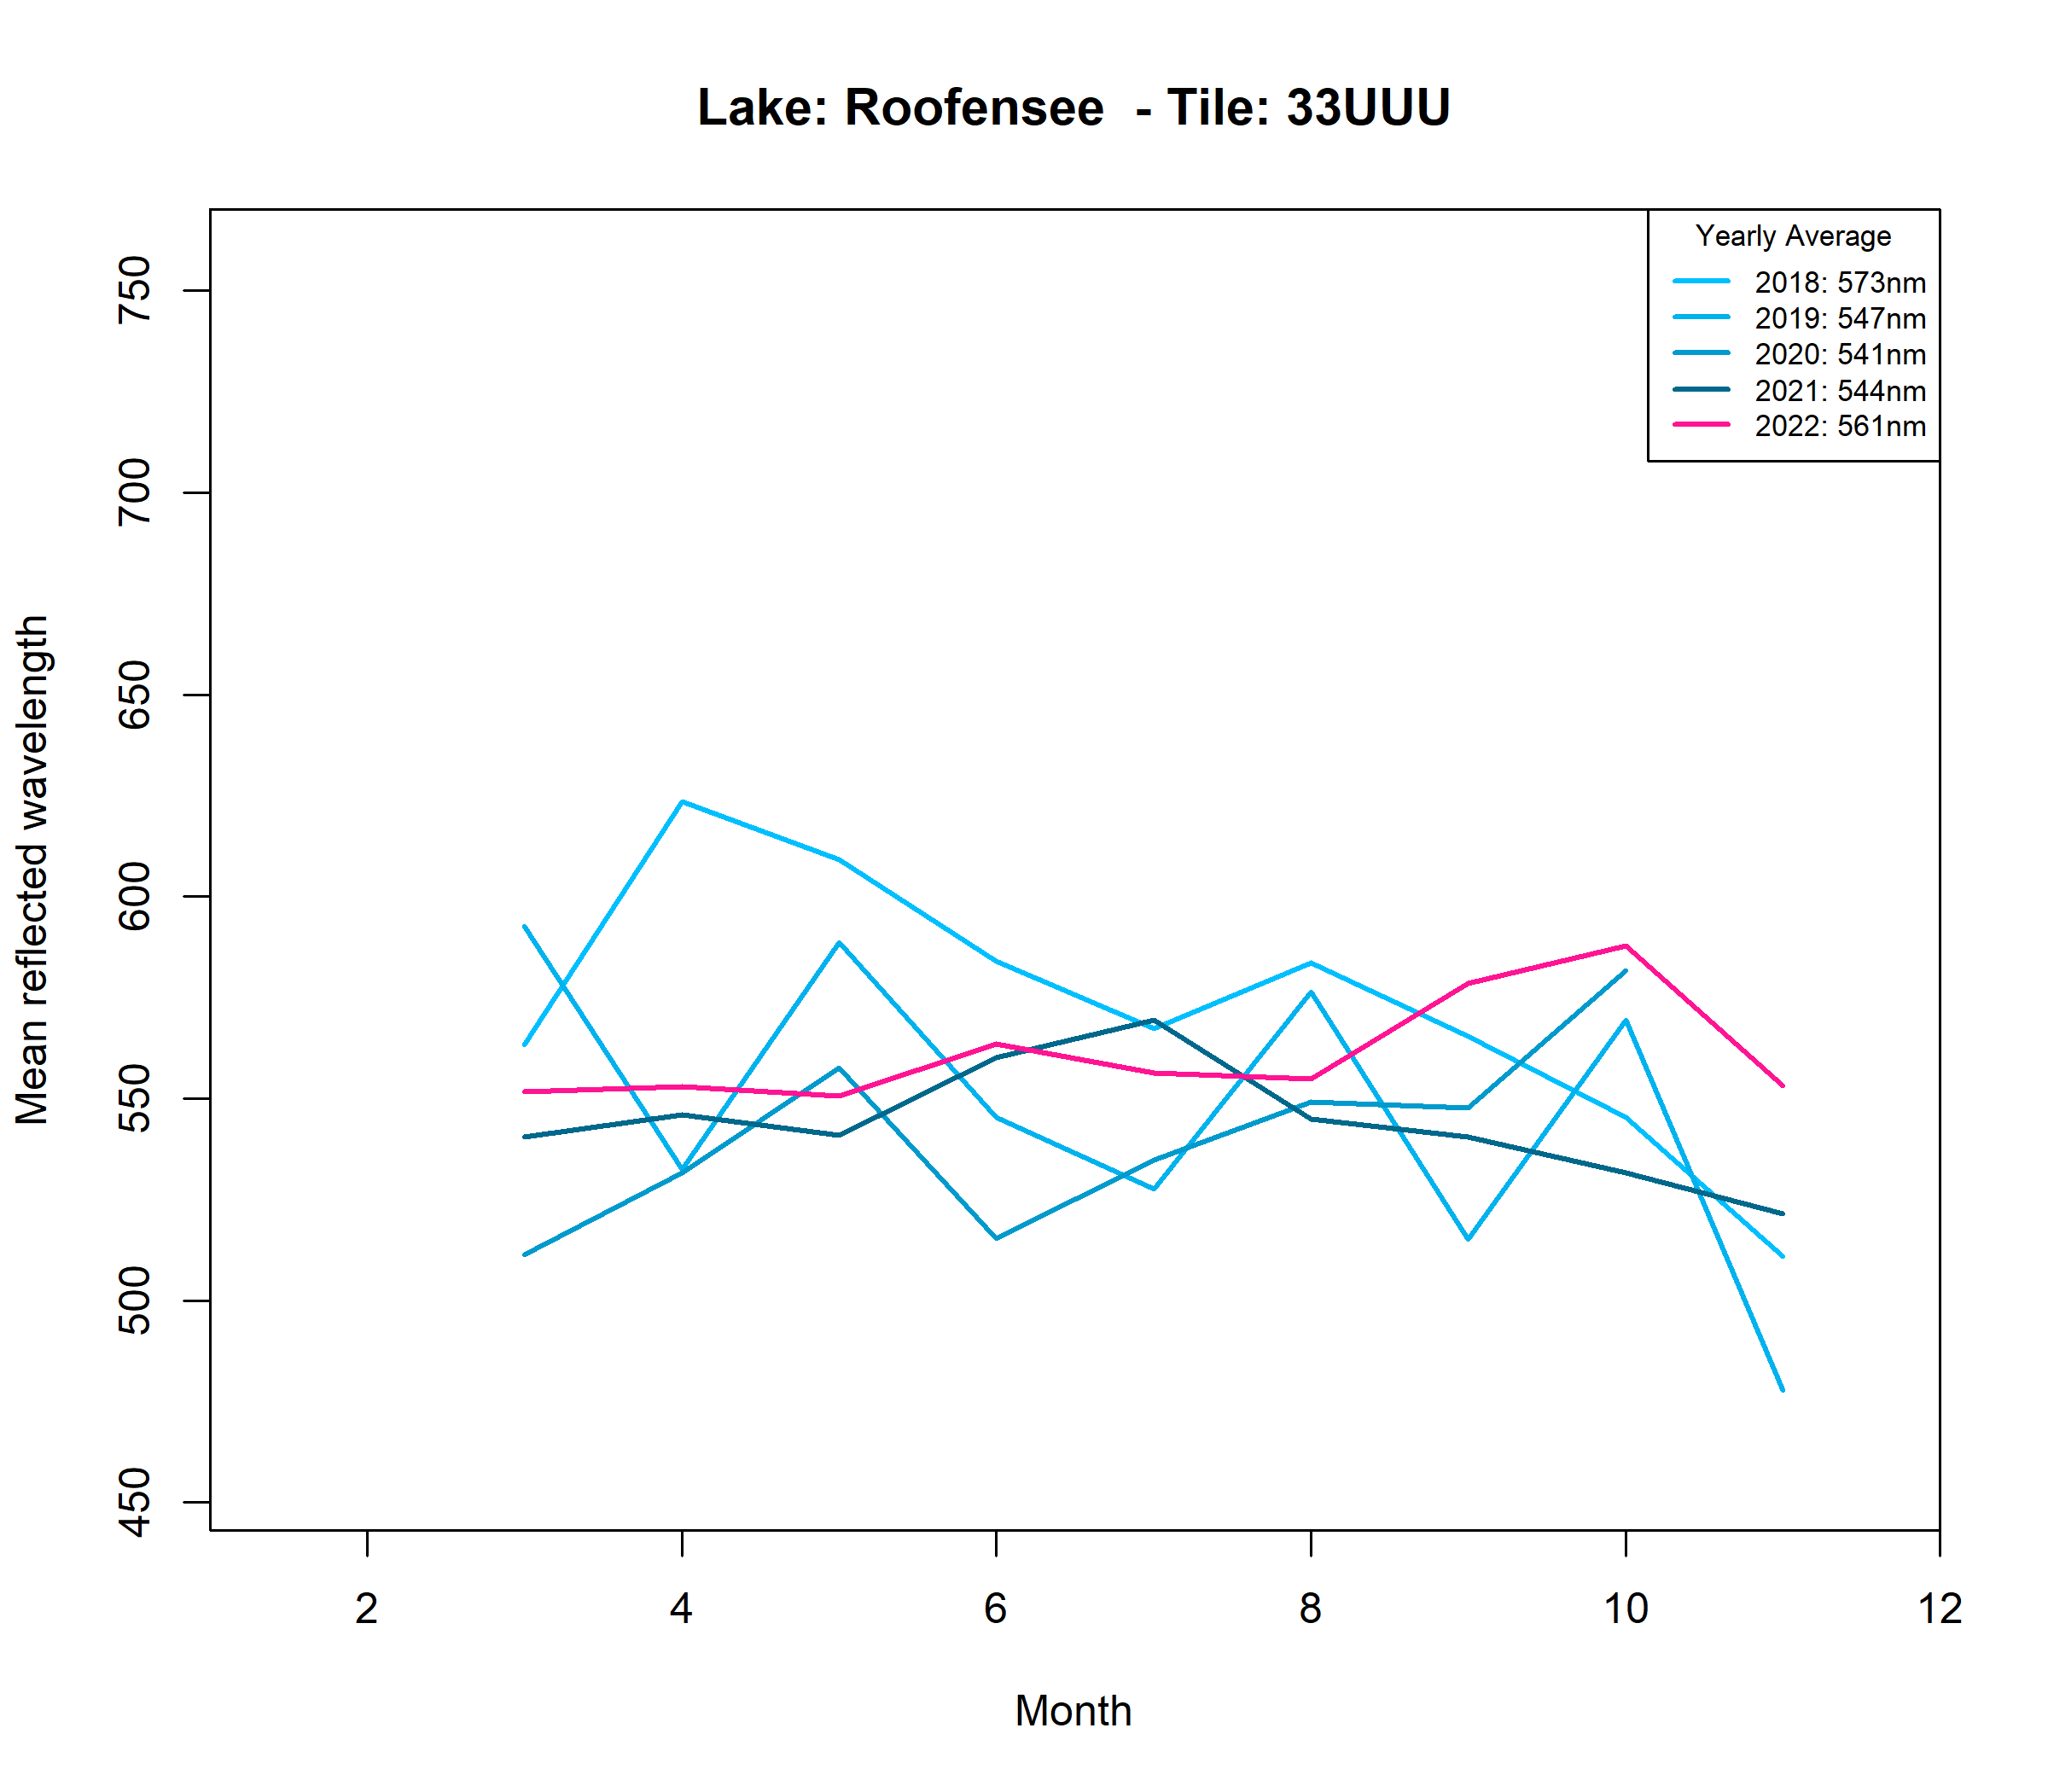 Lake: Roofensee - Tile: 33UUU
Yearly Average
2018: 573nm
2019: 547nm
2020: 541nm
2021: 544nm
2022: 561nm
Mean reflected wavelength
750
700
650
600
550
500
450
2 4 6 8 10 12
Month